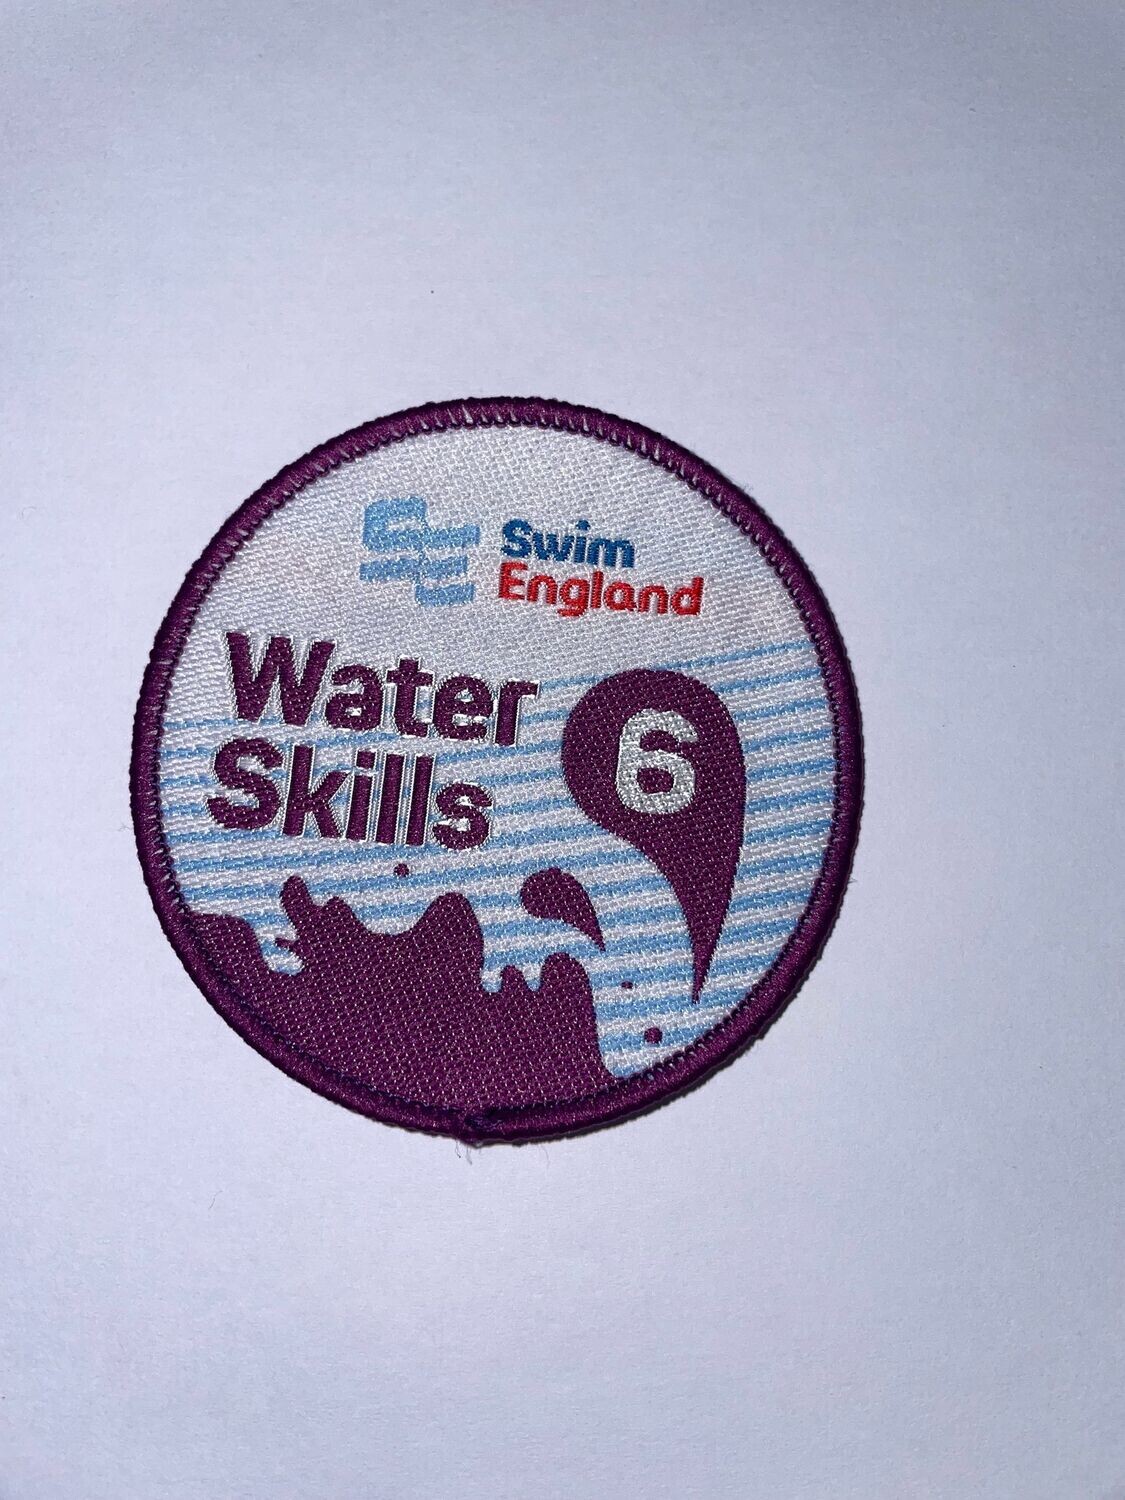 Swim
England
Water
Skills
6